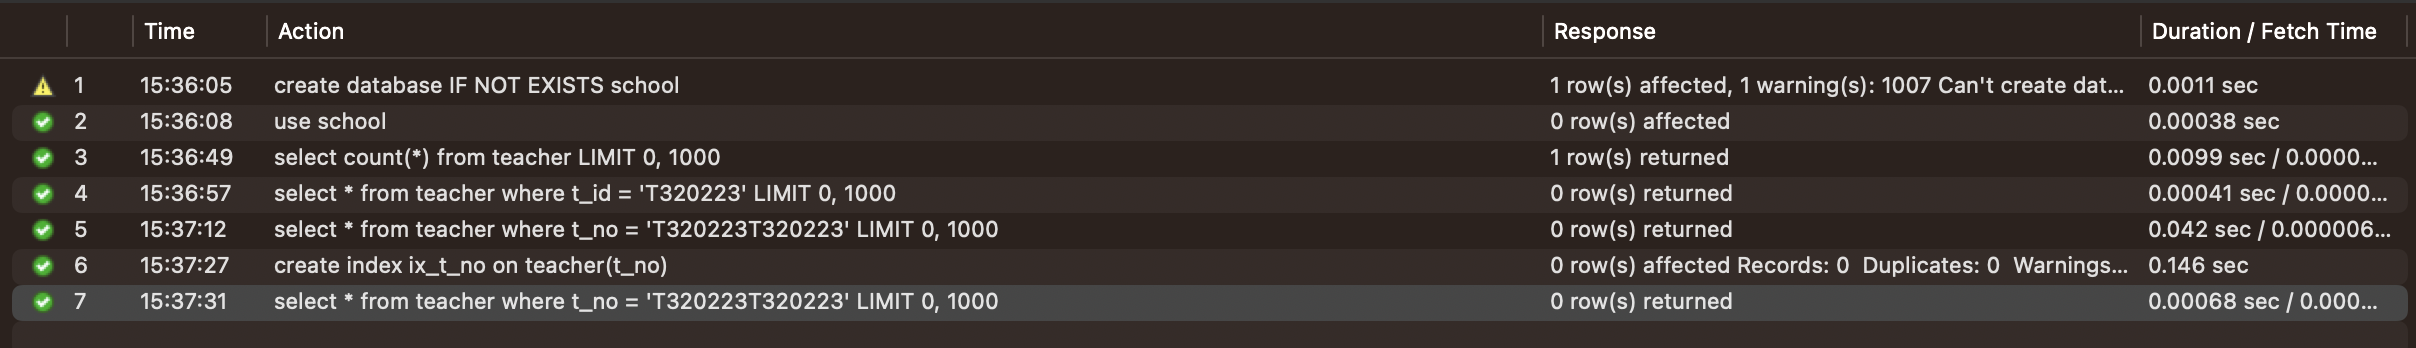 Time Action Response Duration / Fetch Time
1 15:36:05 create database IF NOT EXISTS school 1 row(s) affected, 1 warning(s): 1007 Can't create dat... 0.0011 sec
2 15:36:08 use school 0 row(s) affected 0.00038 sec
3 15:36:49 select count(*) from teacher LIMIT 0, 1000 1 row(s) returned 0.0099 sec / 0.0000...
4 15:36:57 select * from teacher where t_id = 'T320223' LIMIT 0, 1000 0 row(s) returned 0.00041 sec / 0.0000...
5 15:37:12 select * from teacher where t_no = 'T320223T320223' LIMIT 0, 1000 0 row(s) returned 0.042 sec / 0.000006...
6 15:37:27 create index ix_t_no on teacher(t_no) 0 row(s) affected Records: 0  Duplicates: 0  Warnings... 0.146 sec
7 15:37:31 select * from teacher where t_no = 'T320223T320223' LIMIT 0, 1000 0 row(s) returned 0.00068 sec / 0.000...